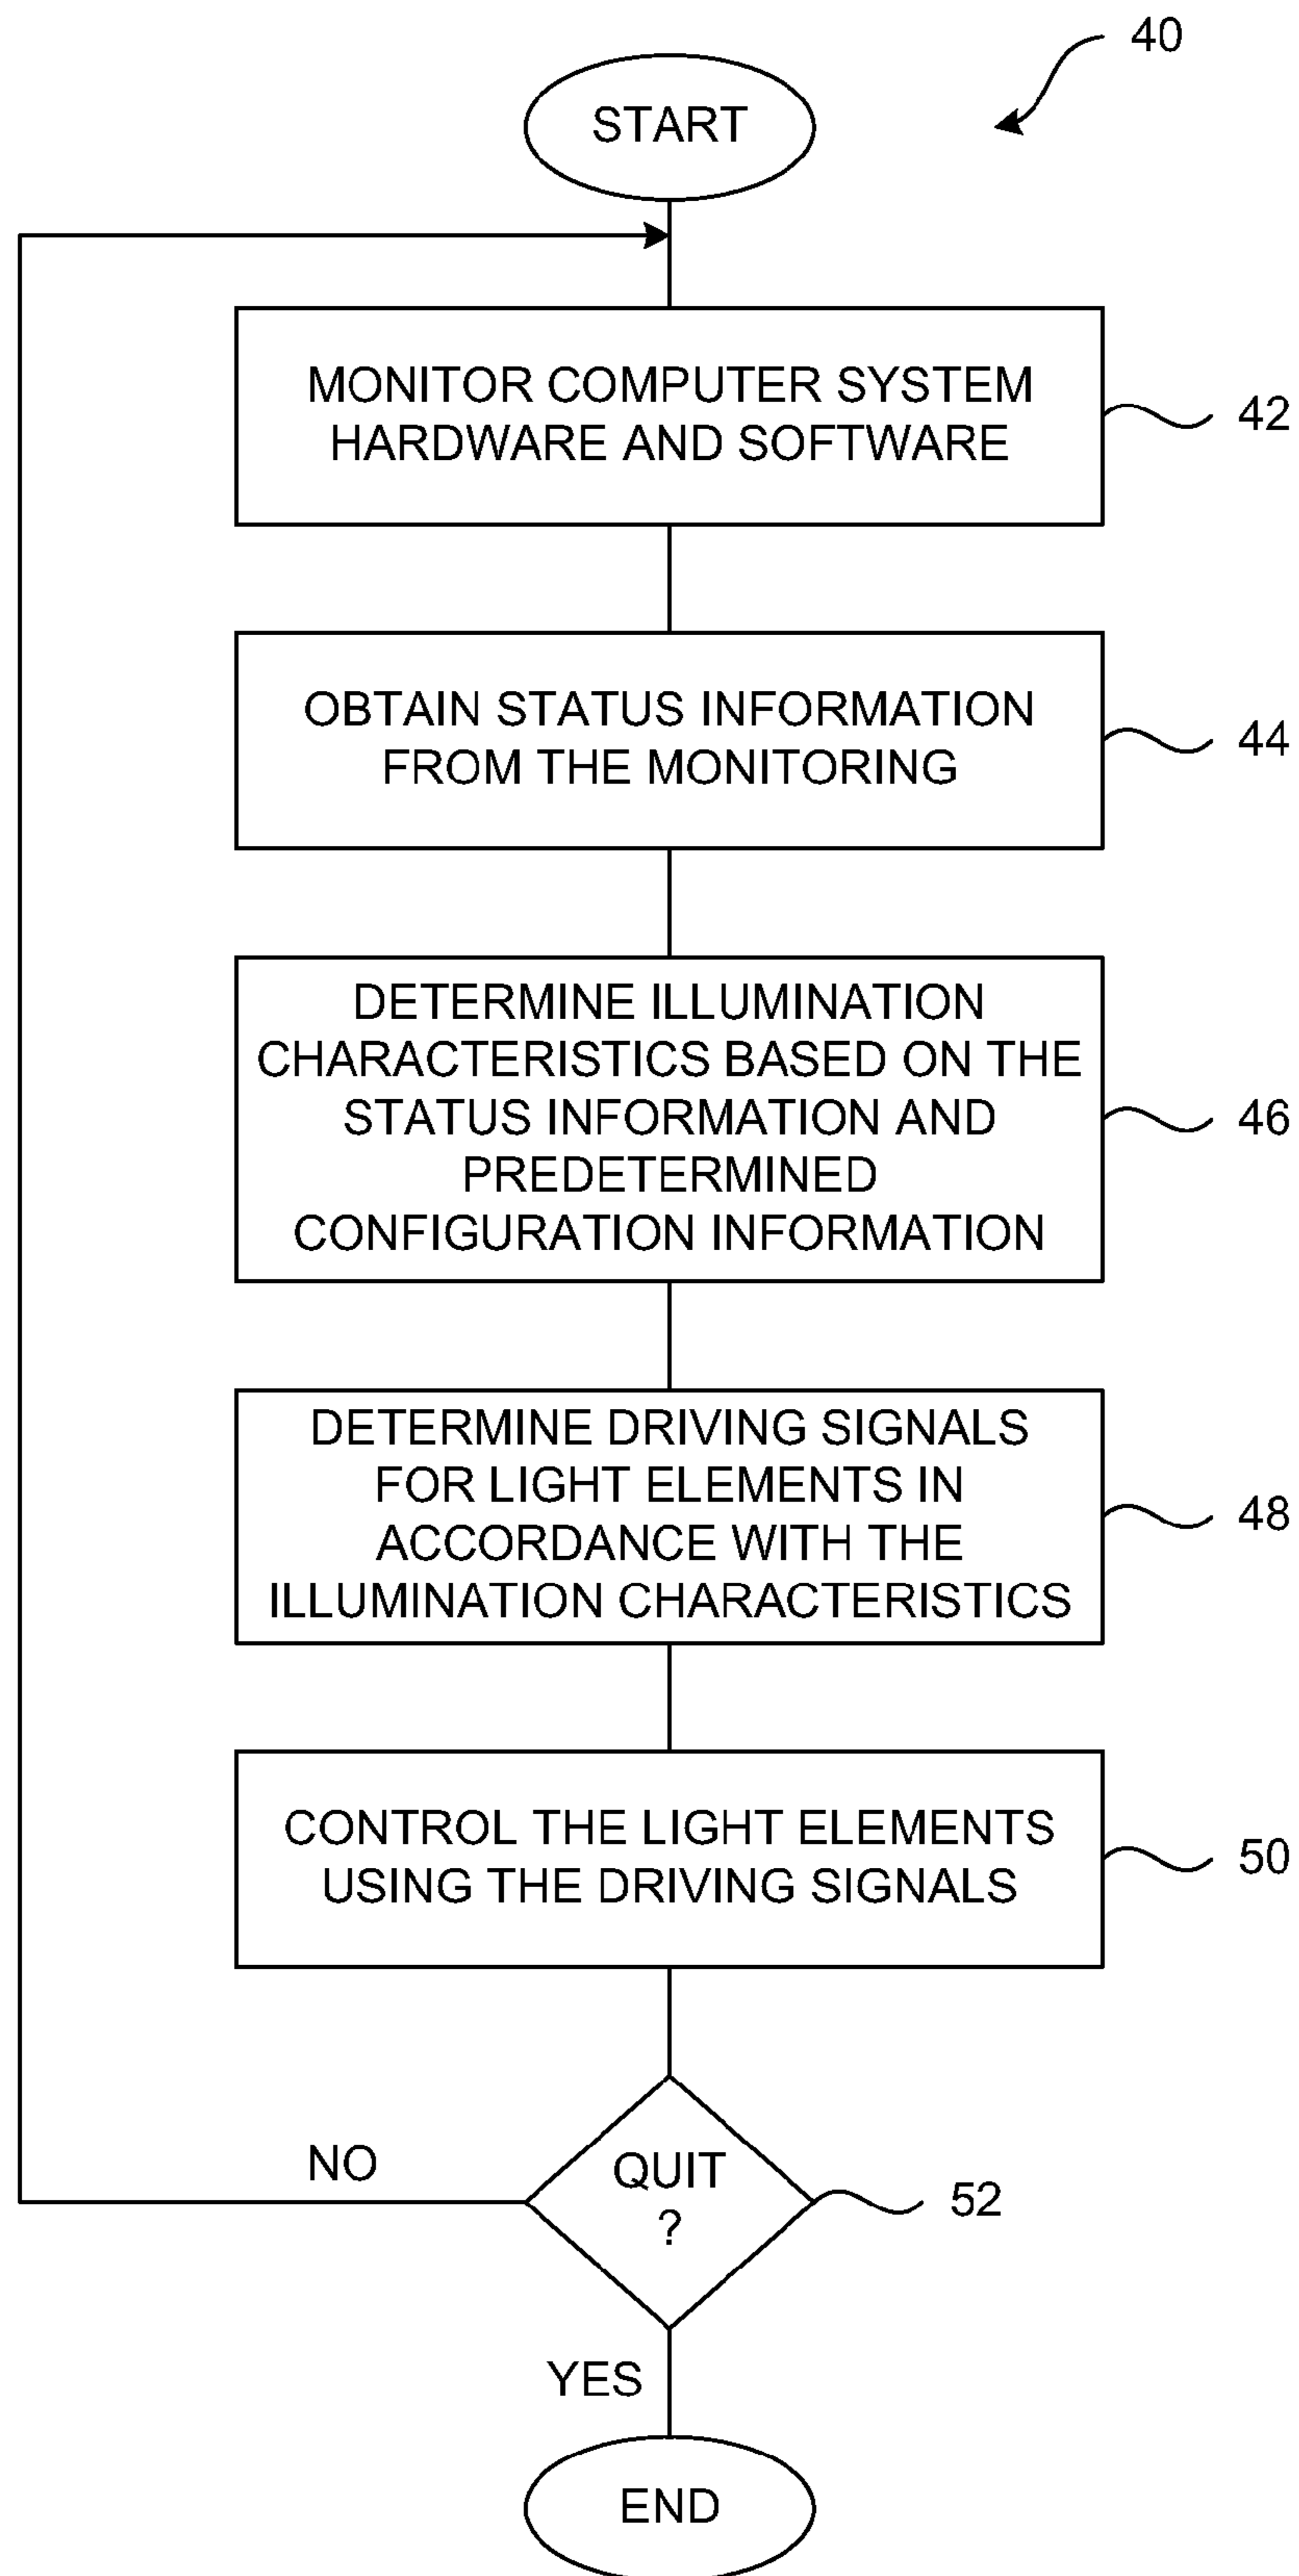 40
START
MONITOR COMPUTER SYSTEM
HARDWARE AND SOFTWARE
42
OBTAIN STATUS INFORMATION
FROM THE MONITORING
44
DETERMINE ILLUMINATION
CHARACTERISTICS BASED ON THE
STATUS INFORMATION AND
PREDETERMINED
CONFIGURATION INFORMATION
46
DETERMINE DRIVING SIGNALS
FOR LIGHT ELEMENTS IN
ACCORDANCE WITH THE
ILLUMINATION CHARACTERISTICS
48
CONTROL THE LIGHT ELEMENTS
USING THE DRIVING SIGNALS
50
NO
QUIT
?
52
YES
END